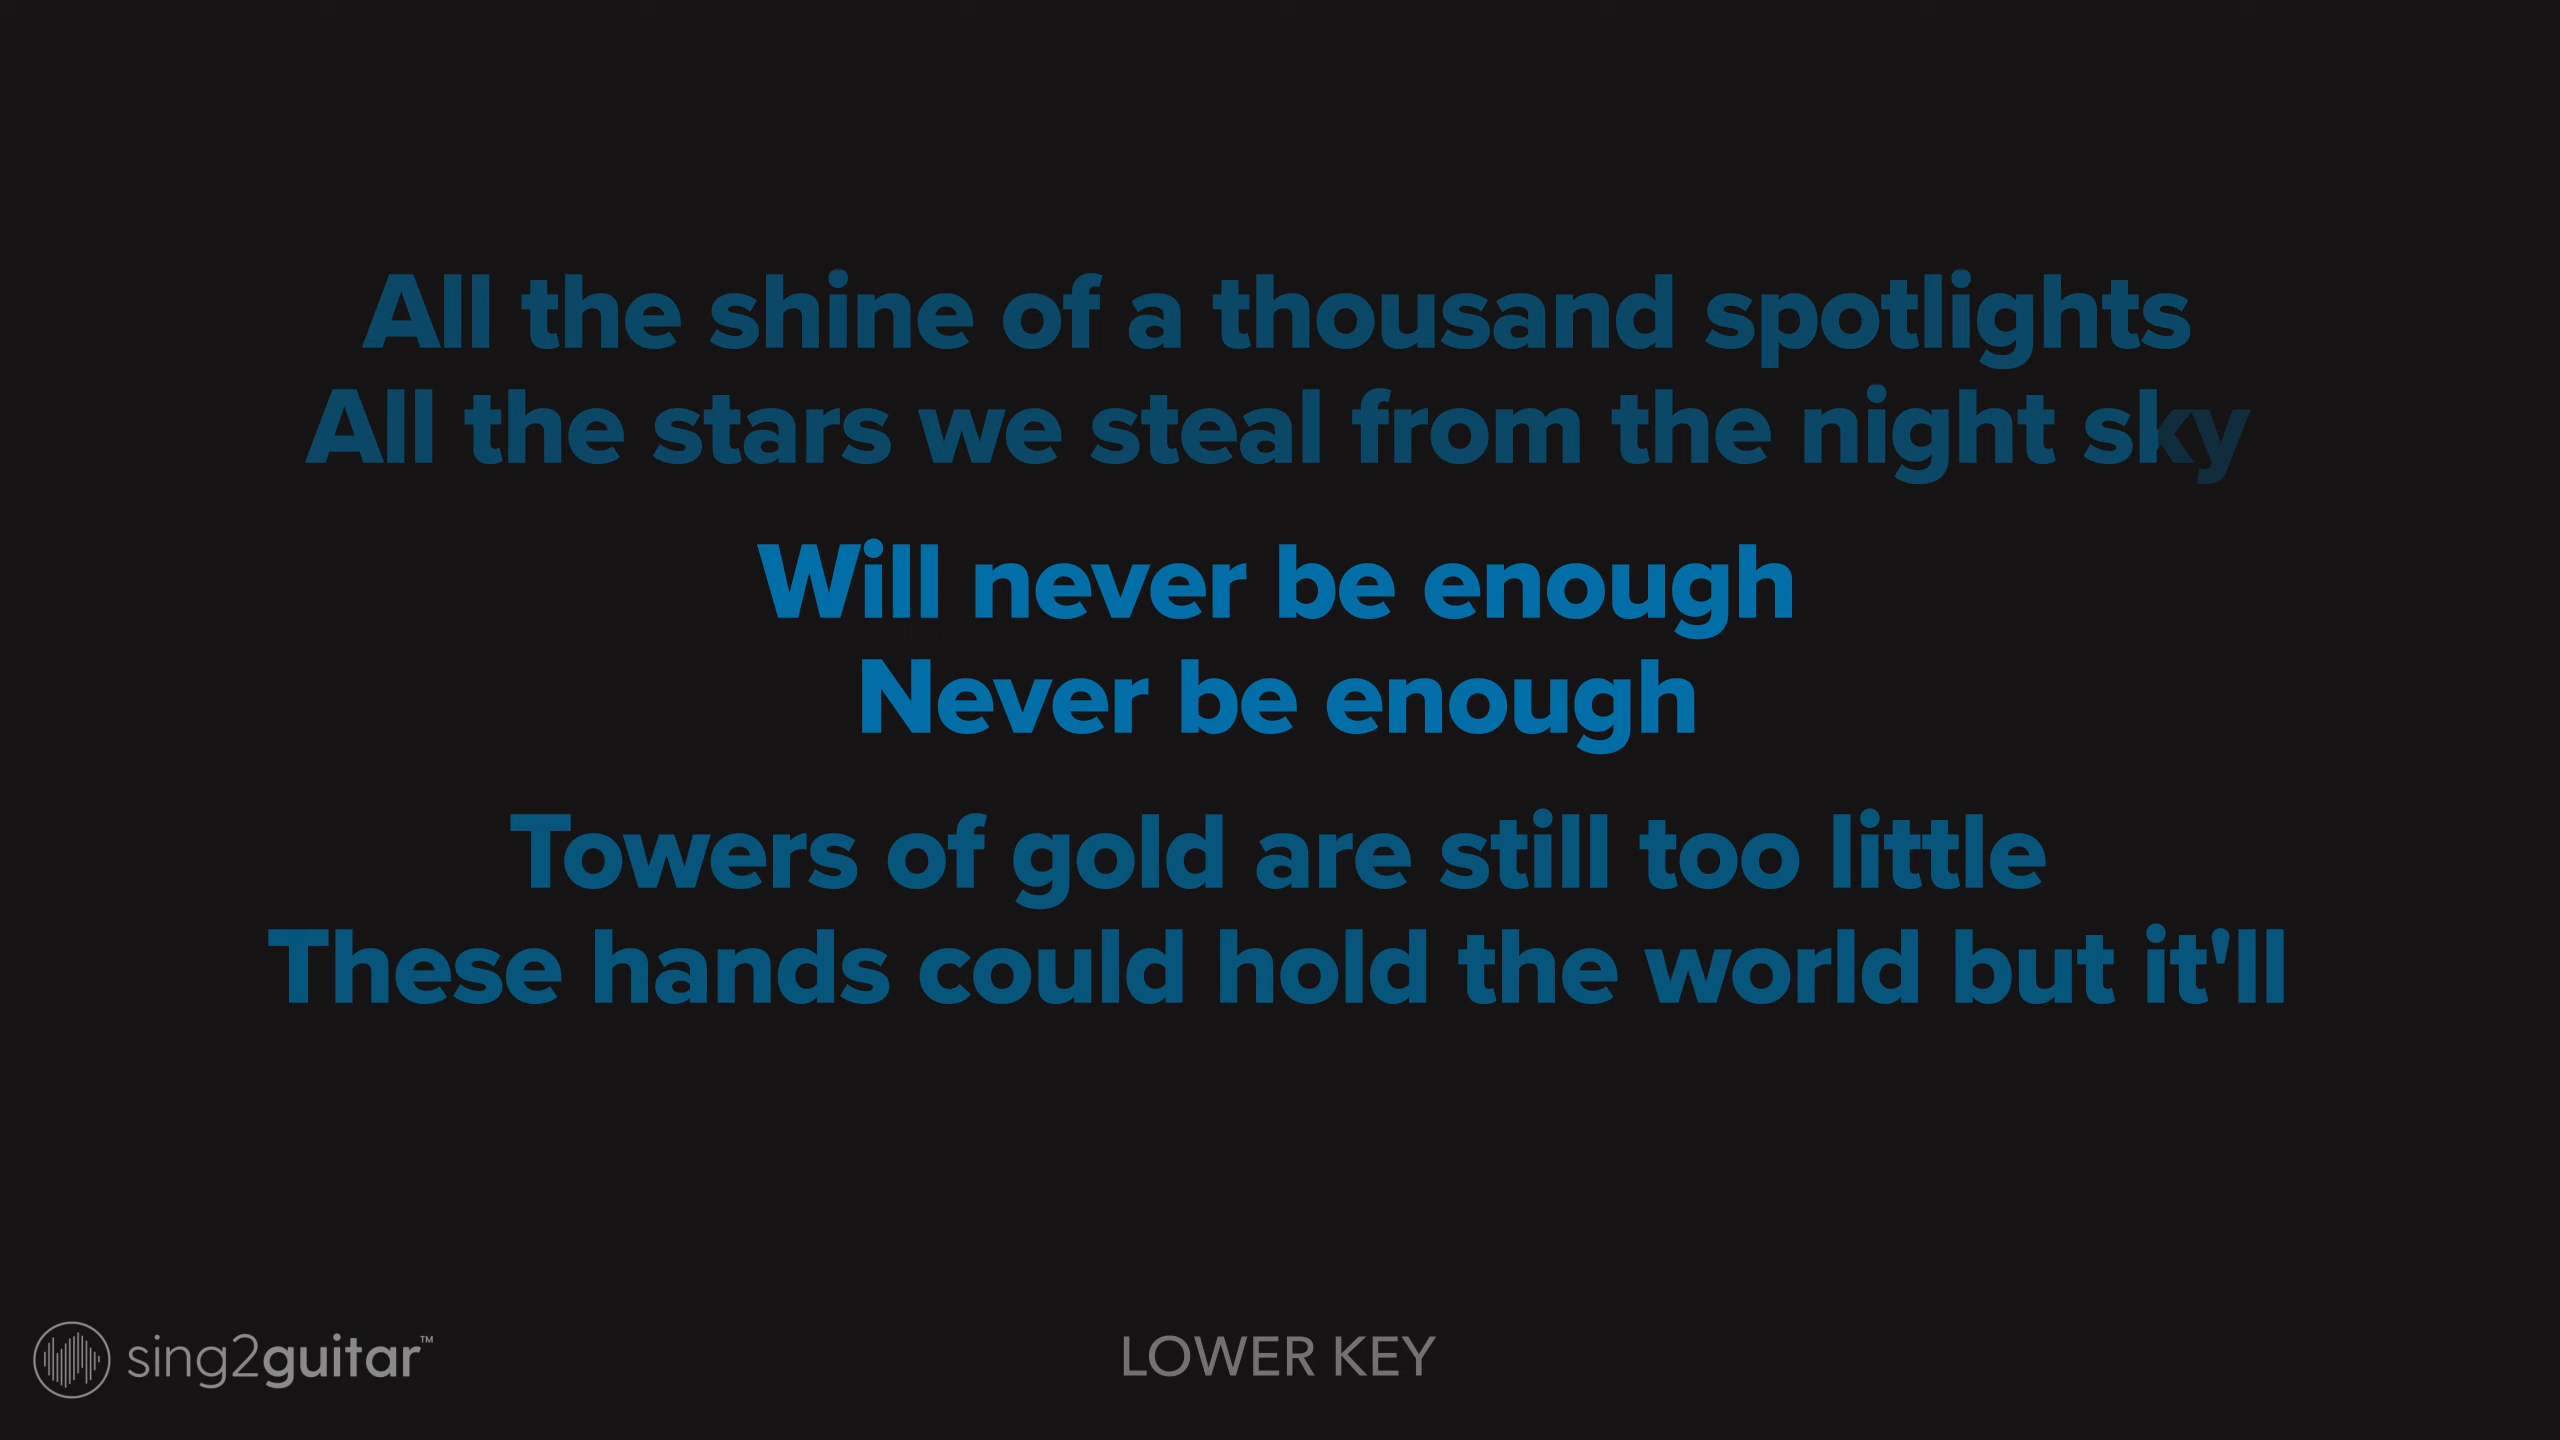 All the shine of a thousand spotlights
All the stars we steal from the night sky
Will never be enough
Never be enough
Towers of gold are still too little
These hands could hold the world but it'll
sing2guitar™
LOWER KEY